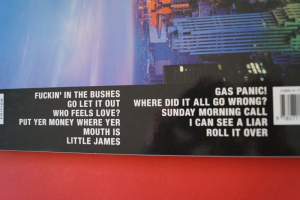 FUCKIN' IN THE BUSHES
GO LET IT OUT
WHO FEELS LOVE?
PUT YER MONEY WHERE YER
MOUTH IS
LITTLE JAMES
GAS PANIC!
WHERE DID IT ALL GO WRONG?
SUNDAY MORNING CALL
I CAN SEE A LIAR
ROLL IT OVER